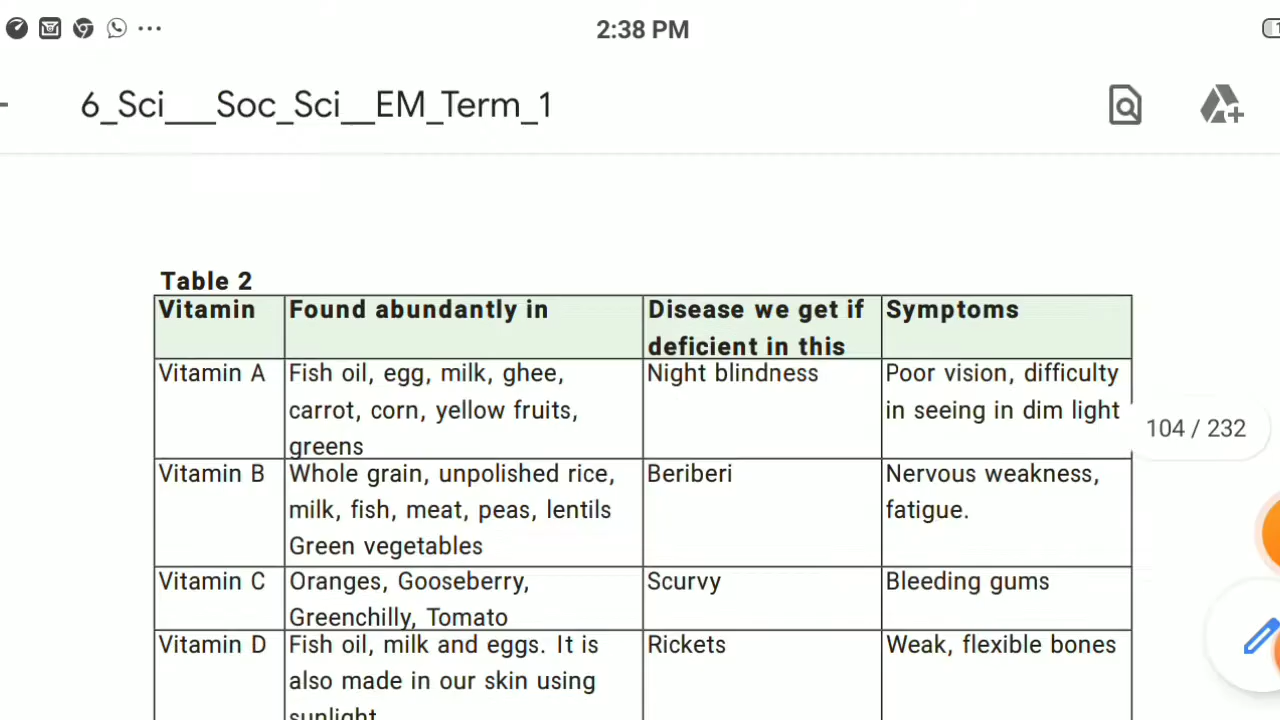 2:38 PM
6_Sci___Soc_Sci__EM_Term_1
Table 2
Vitamin
Found abundantly in
Disease we get if
deficient in this
Symptoms
Vitamin A
Fish oil, egg, milk, ghee,
carrot, corn, yellow fruits,
greens
Night blindness
Poor vision, difficulty
in seeing in dim light
104 / 232
Vitamin B
Whole grain, unpolished rice,
milk, fish, meat, peas, lentils
Green vegetables
Beriberi
Nervous weakness,
fatigue.
Vitamin C
Oranges, Gooseberry,
Greenchilly, Tomato
Scurvy
Bleeding gums
Vitamin D
Fish oil, milk and eggs. It is
also made in our skin using
sunlight
Rickets
Weak, flexible bones